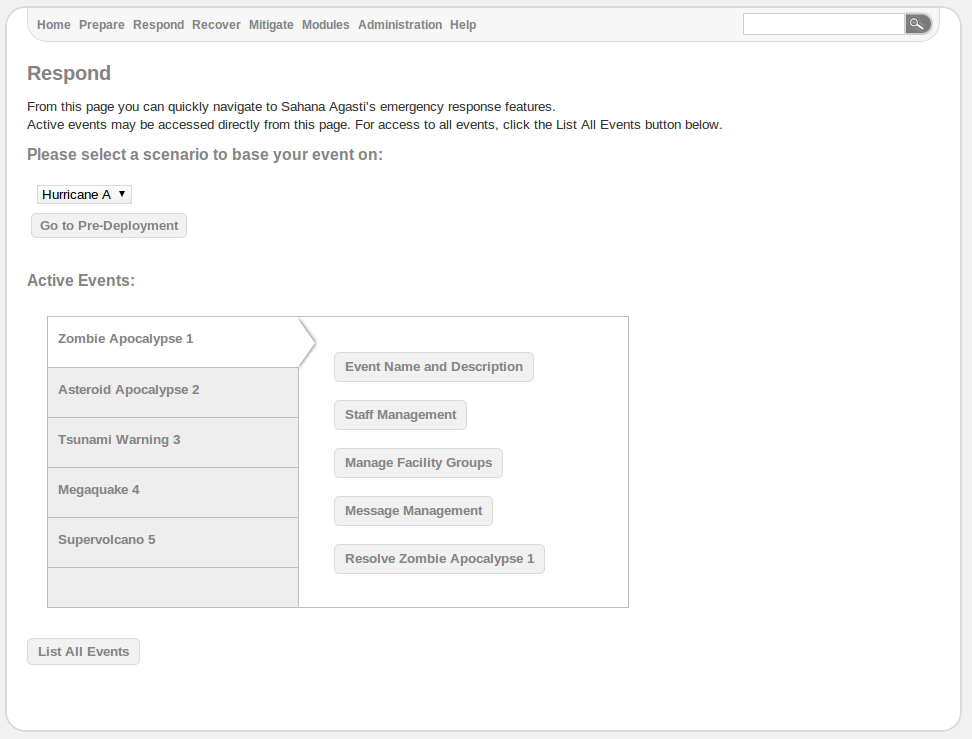 Home Prepare Respond Recover Mitigate Modules Administration Help
Respond
From this page you can quickly navigate to Sahana Agasti's emergency response features.
Active events may be accessed directly from this page. For access to all events, click the List All Events button below.
Please select a scenario to base your event on:
Hurricane A
Go to Pre-Deployment
Active Events:
Zombie Apocalypse 1
Asteroid Apocalypse 2
Tsunami Warning 3
Megaquake 4
Supervolcano 5
Event Name and Description
Staff Management
Manage Facility Groups
Message Management
Resolve Zombie Apocalypse 1
List All Events